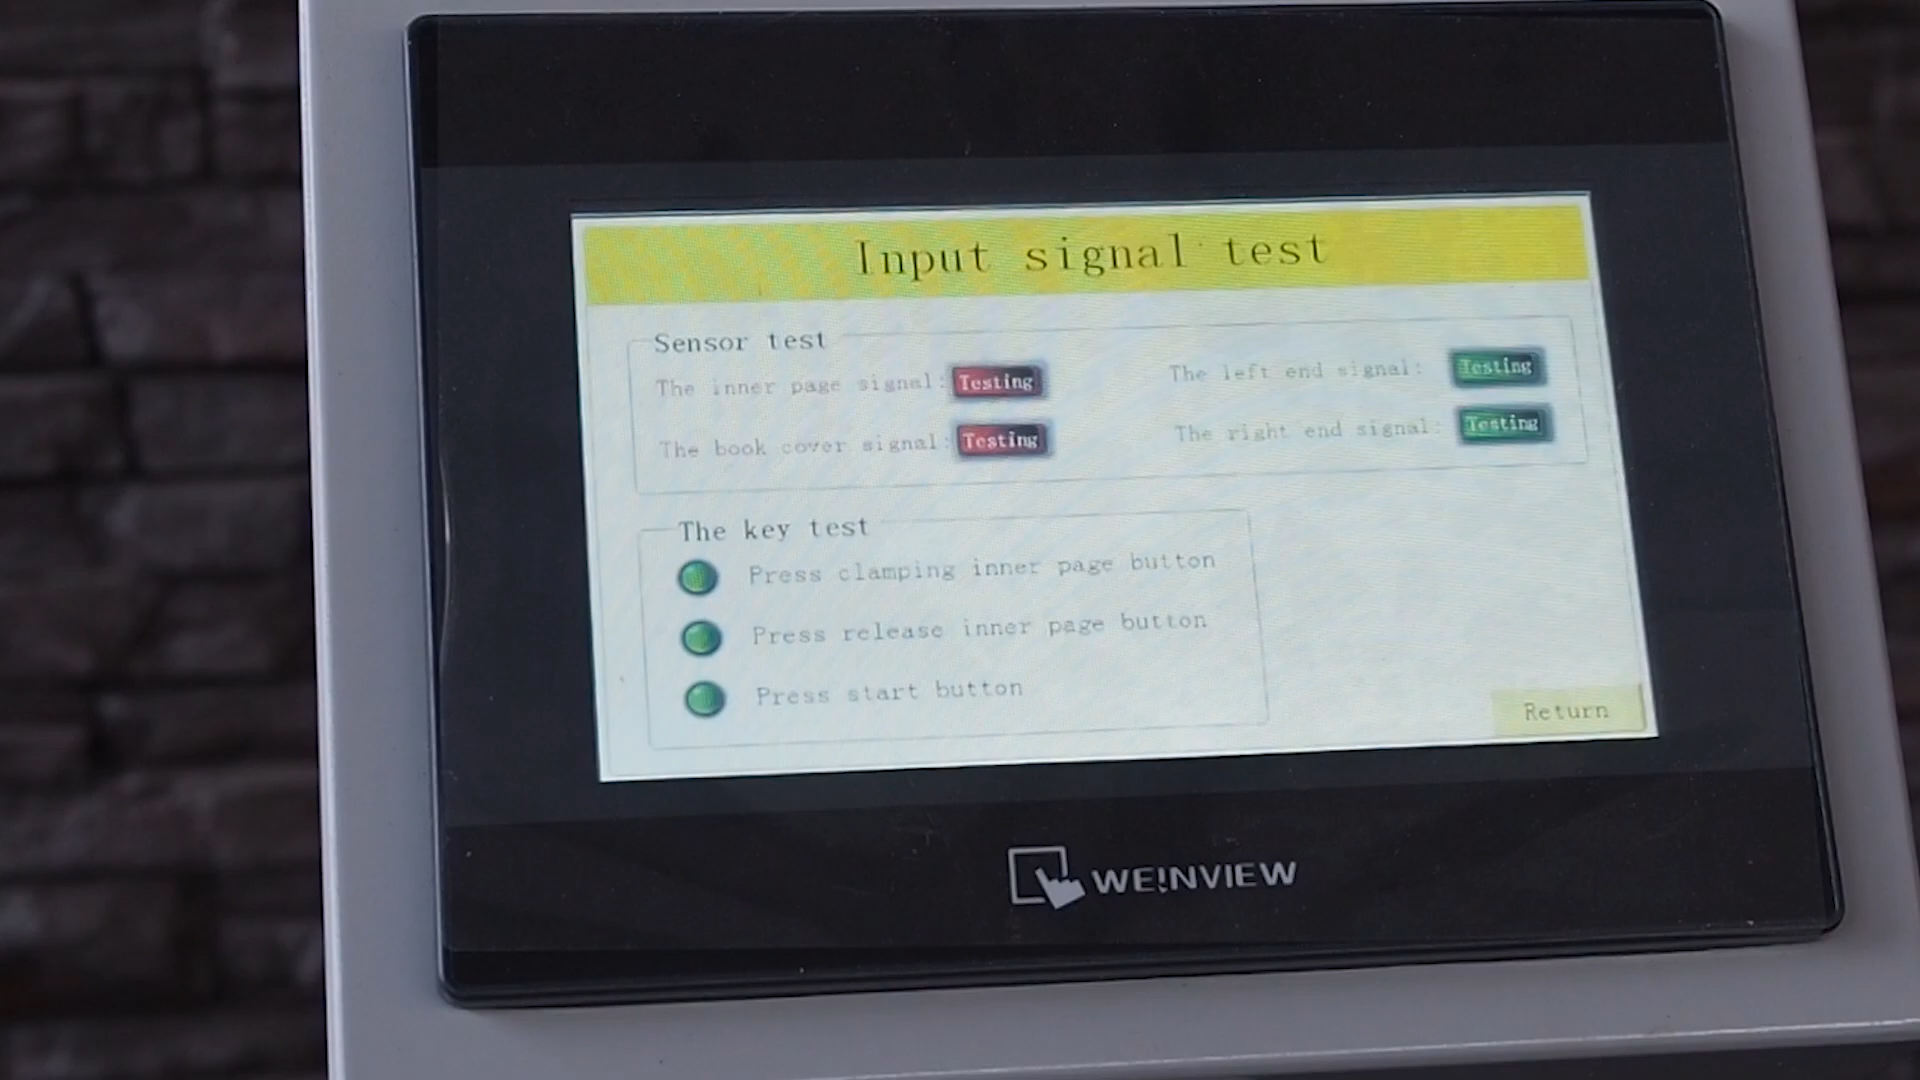 Input signal test
Sensor test
The inner page signal: Testing
The left end signal: Testing
The book cover signal: Testing
The right end signal: Testing
The key test
Press clamping inner page button
Press release inner page button
Press start button
Return
WEINVIEW